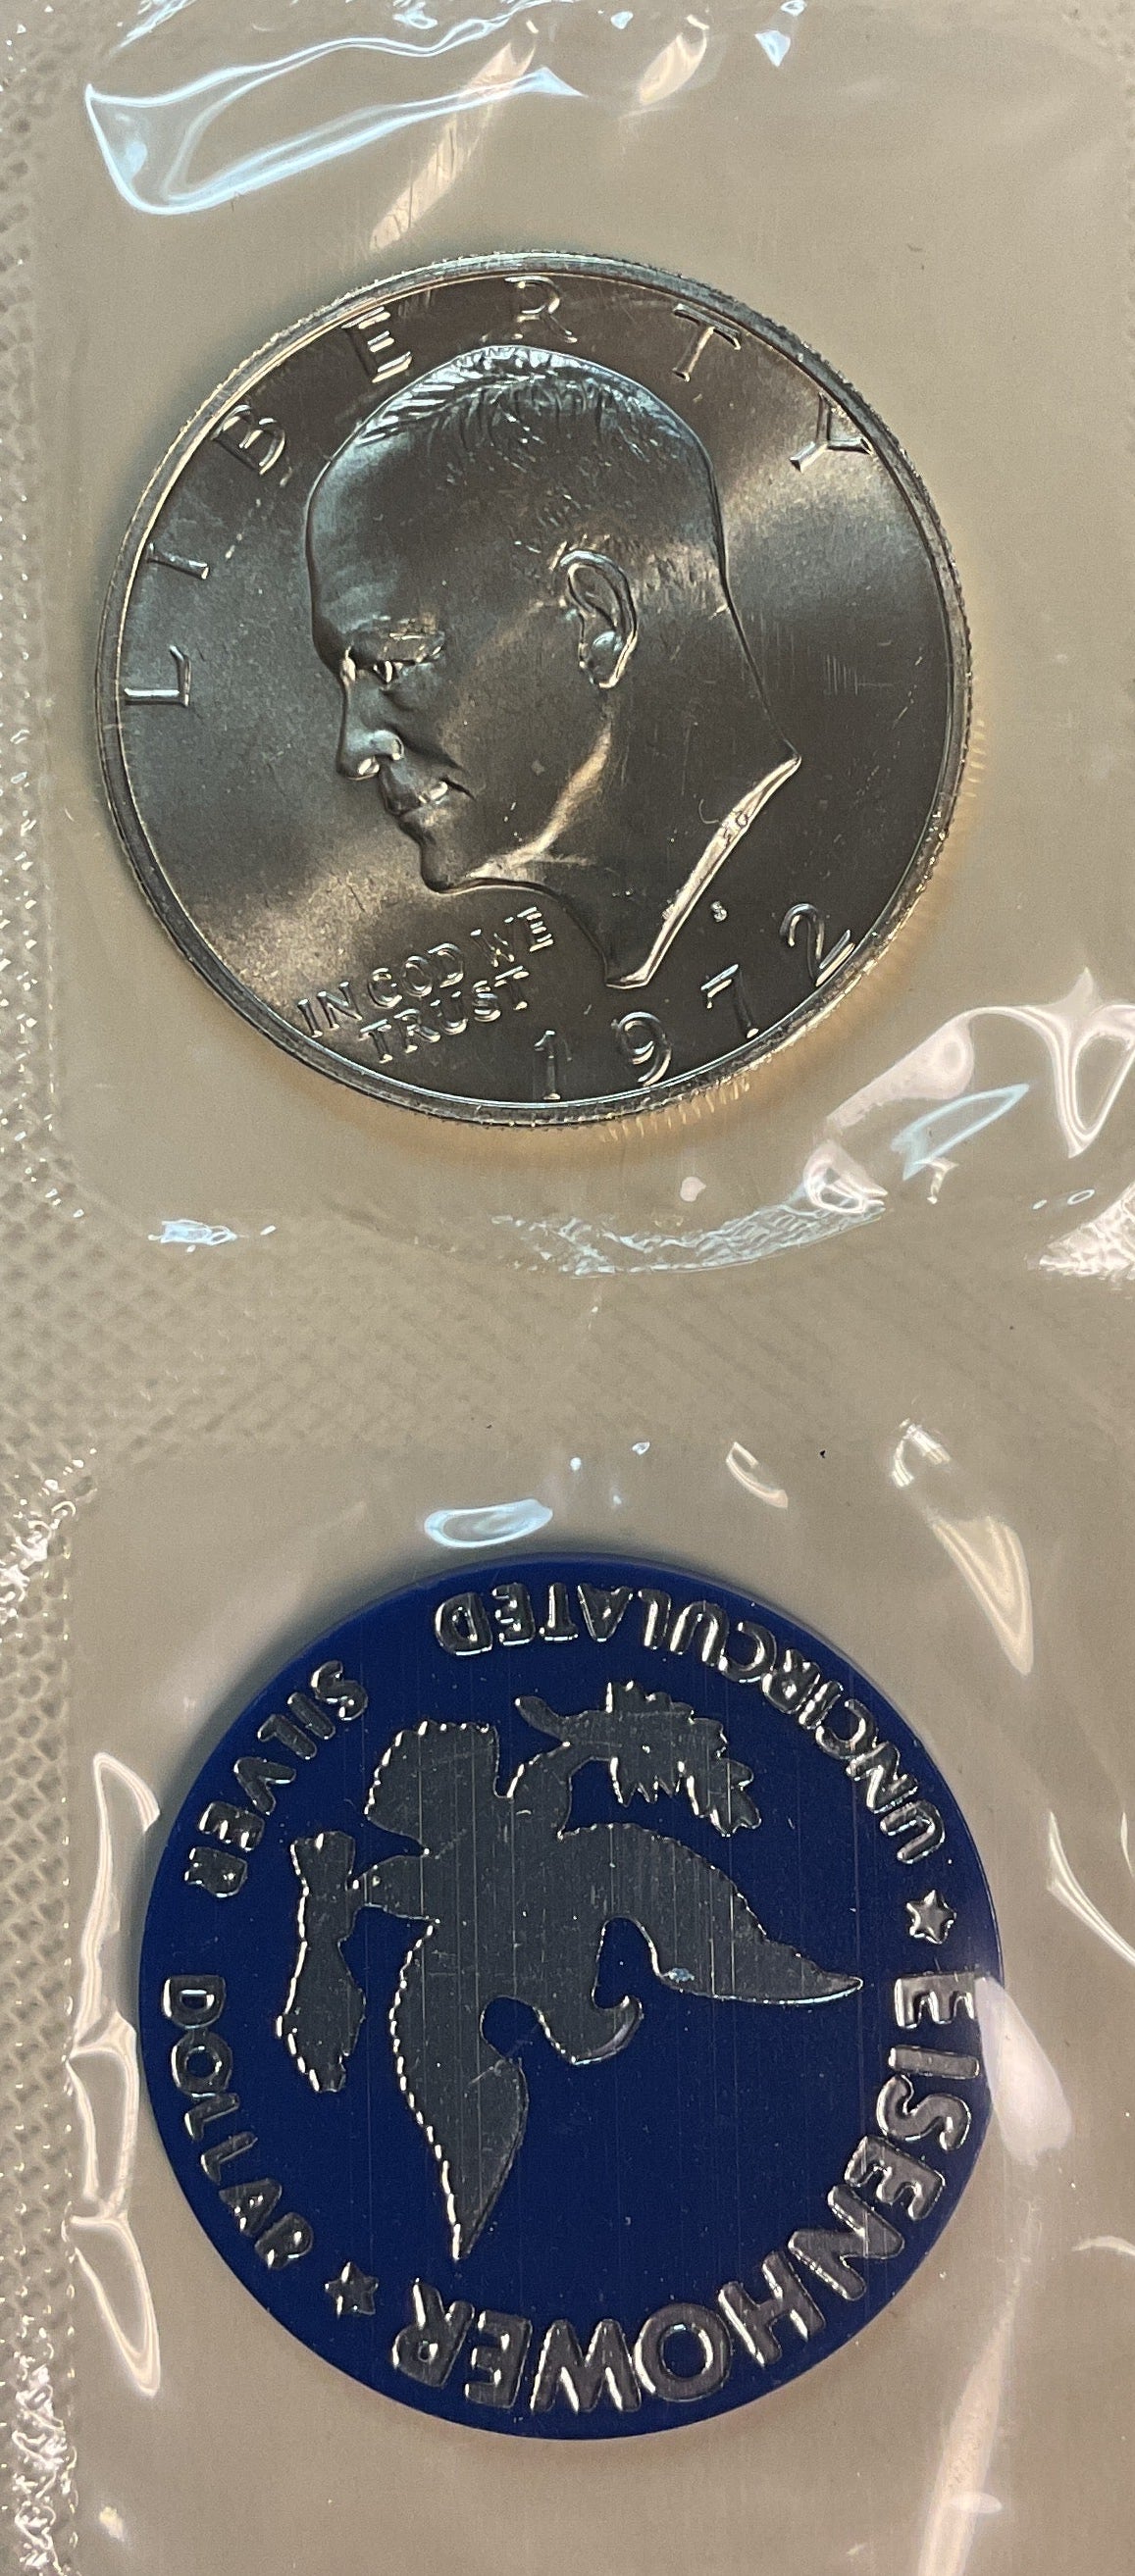 LIBERTY
IN GOD WE
TRUST
S
1972
EISENHOWER
UNCIRCULATED
SILVER DOLLAR